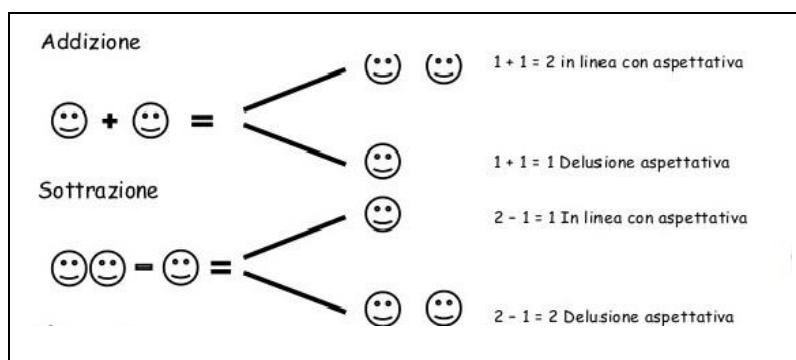 Addizione
1 + 1 = 2 in linea con aspettativa
+ =
1 + 1 = 1 Delusione aspettativa
Sottrazione
2 - 1 = 1 In linea con aspettativa
- =
2 - 1 = 2 Delusione aspettativa